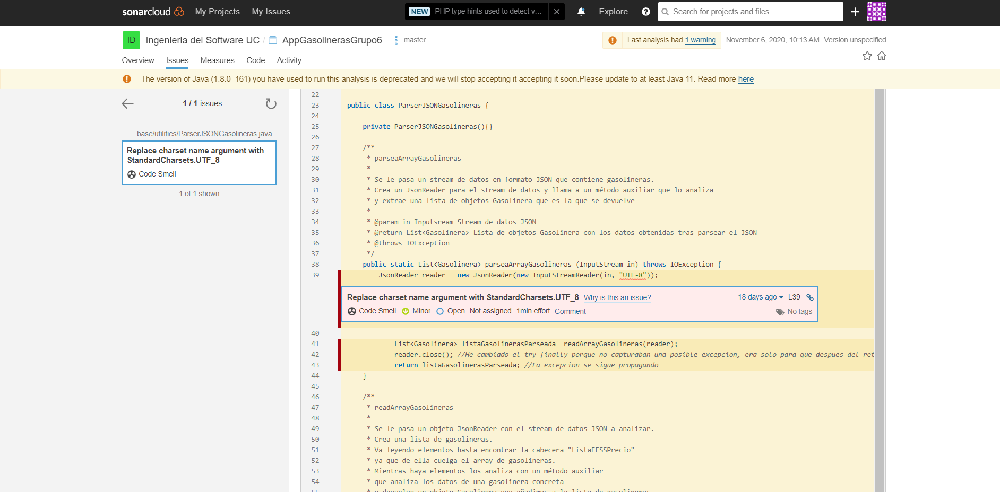 sonarcloud My Projects My Issues NEW PHP type hints used to detect v... Explore Search for projects and files...
ID Ingenieria del Software UC / AppGasolinerasGrupo6 master Last analysis had 1 warning November 6, 2020, 10:13 AM Version unspecified
Overview Issues Measures Code Activity
The version of Java (1.8.0_161) you have used to run this analysis is deprecated and we will stop accepting it accepting it soon.Please update to at least Java 11. Read more here
1 / 1 issues
...base/utilities/ParserJSONGasolineras.java
Replace charset name argument with
StandardCharsets.UTF_8
Code Smell
1 of 1 shown
22
23 public class ParserJSONGasolineras {
24
25 private ParserJSONGasolineras(){}
26
27 /**
28 * parseaArrayGasolineras
29 *
30 * Se le pasa un stream de datos en formato JSON que contiene gasolineras.
31 * Crea un JsonReader para el stream de datos y llama a un método auxiliar que lo analiza
32 * y extrae una lista de objetos Gasolinera que es la que se devuelve
33 *
34 * @param in Inputsream Stream de datos JSON
35 * @return List<Gasolinera> Lista de objetos Gasolinera con los datos obtenidas tras parsear el JSON
36 * @throws IOException
37 */
38 public static List<Gasolinera> parseaArrayGasolineras (InputStream in) throws IOException {
39 JsonReader reader = new JsonReader(new InputStreamReader(in, "UTF-8"));
Replace charset name argument with StandardCharsets.UTF_8 Why is this an issue? 18 days ago L39
Code Smell Minor Open Not assigned 1min effort Comment No tags
40
41 List<Gasolinera> listaGasolinerasParseada= readArrayGasolineras(reader);
42 reader.close(); //He cambiado el try-finally porque no capturaban una posible excepcion, era solo para que despues del ret
43 return listaGasolinerasParseada; //La excepcion se sigue propagando
44 }
45
46 /**
47 * readArrayGasolineras
48 *
49 * Se le pasa un objeto JsonReader con el stream de datos JSON a analizar.
50 * Crea una lista de gasolineras.
51 * Va leyendo elementos hasta encontrar la cabecera "ListaEESSPrecio"
52 * ya que de ella cuelga el array de gasolineras.
53 * Mientras haya elementos los analiza con un método auxiliar
54 * que analiza los datos de una gasolinera concreta
55 * y devuelve un objeto Gasolinera que añadimos a la lista de gasolineras